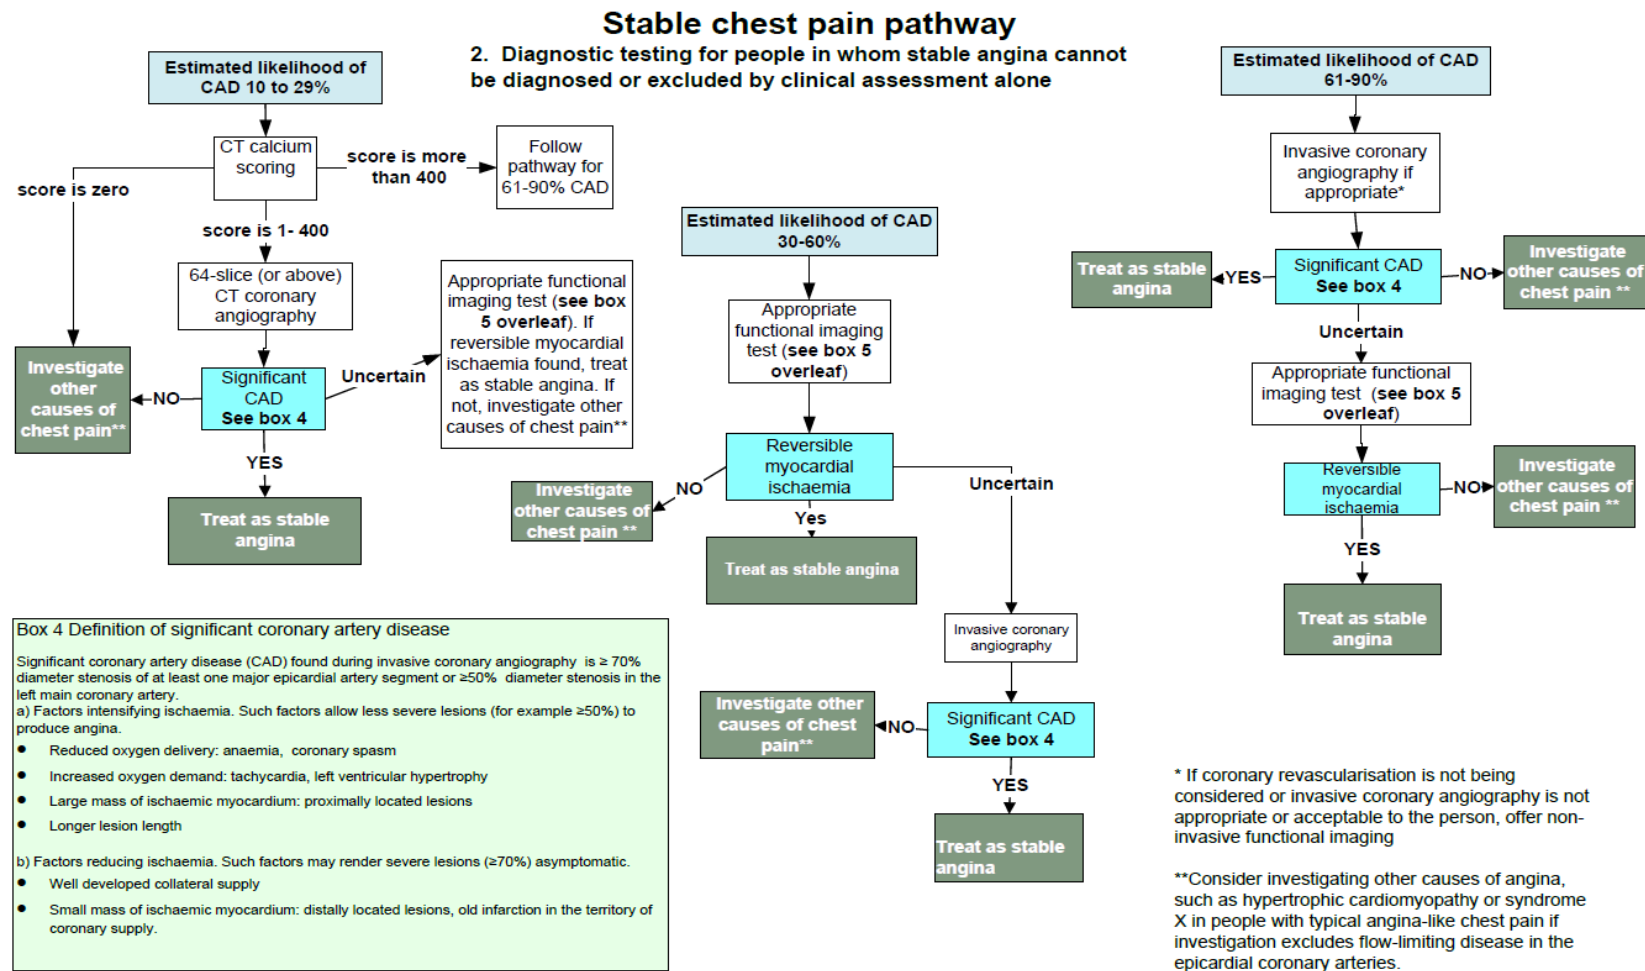 Stable chest pain pathway
2. Diagnostic testing for people in whom stable angina cannot
be diagnosed or excluded by clinical assessment alone
Estimated likelihood of
CAD 10 to 29%
CT calcium
scoring
score is more
than 400
Follow
pathway for
61-90% CAD
score is zero
score is 1- 400
64-slice (or above)
CT coronary
angiography
Investigate
other
causes of
chest pain**
NO
Significant
CAD
See box 4
Uncertain
Appropriate functional
imaging test (see box
5 overleaf). If
reversible myocardial
ischaemia found, treat
as stable angina. If
not, investigate other
causes of chest pain**
YES
Treat as stable
angina
Estimated likelihood of CAD
30-60%
Appropriate
functional imaging
test (see box 5
overleaf)
Reversible
myocardial
ischaemia
NO
Investigate
other causes of
chest pain **
Yes
Treat as stable angina
Uncertain
Invasive coronary
angiography
Significant CAD
See box 4
NO
Investigate other
causes of chest
pain**
YES
Treat as stable
angina
Estimated likelihood of CAD
61-90%
Invasive coronary
angiography if
appropriate*
Significant CAD
See box 4
YES
Treat as stable
angina
NO
Investigate
other causes of
chest pain **
Uncertain
Appropriate functional
imaging test (see box 5
overleaf)
Reversible
myocardial
ischaemia
NO
Investigate
other causes of
chest pain **
YES
Treat as stable
angina
Box 4 Definition of significant coronary artery disease
Significant coronary artery disease (CAD) found during invasive coronary angiography is ≥ 70%
diameter stenosis of at least one major epicardial artery segment or ≥50% diameter stenosis in the
left main coronary artery.
a) Factors intensifying ischaemia. Such factors allow less severe lesions (for example ≥50%) to
produce angina.
● Reduced oxygen delivery: anaemia, coronary spasm
● Increased oxygen demand: tachycardia, left ventricular hypertrophy
● Large mass of ischaemic myocardium: proximally located lesions
● Longer lesion length
b) Factors reducing ischaemia. Such factors may render severe lesions (≥70%) asymptomatic.
● Well developed collateral supply
● Small mass of ischaemic myocardium: distally located lesions, old infarction in the territory of
coronary supply.
* If coronary revascularisation is not being
considered or invasive coronary angiography is not
appropriate or acceptable to the person, offer non-
invasive functional imaging
**Consider investigating other causes of angina,
such as hypertrophic cardiomyopathy or syndrome
X in people with typical angina-like chest pain if
investigation excludes flow-limiting disease in the
epicardial coronary arteries.